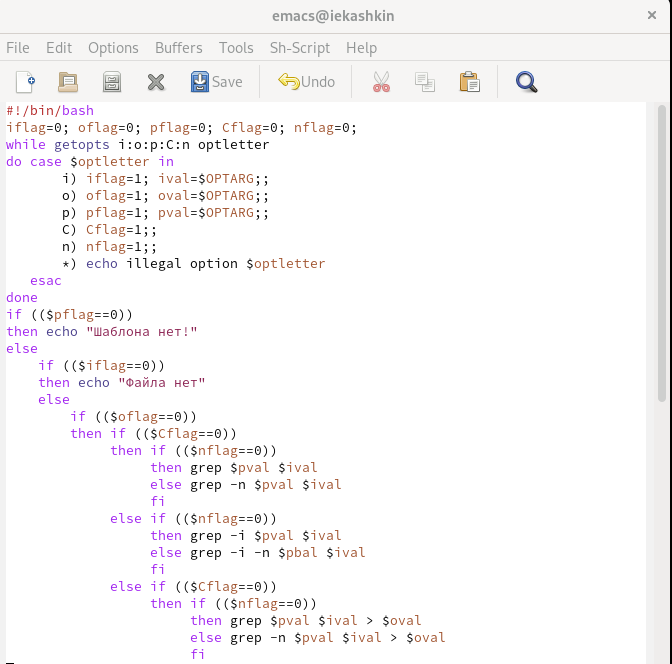 emacs@iekashkin ×
File Edit Options Buffers Tools Sh-Script Help
Save Undo
#!/bin/bash
iflag=0; oflag=0; pflag=0; Cflag=0; nflag=0;
while getopts i:o:p:C:n optletter
do case $optletter in
       i) iflag=1; ival=$OPTARG;;
       o) oflag=1; oval=$OPTARG;;
       p) pflag=1; pval=$OPTARG;;
       C) Cflag=1;;
       n) nflag=1;;
       *) echo illegal option $optletter
   esac
done
if (($pflag==0))
then echo "Шаблона нет!"
else
    if (($iflag==0))
    then echo "Файла нет"
    else
        if (($oflag==0))
        then if (($Cflag==0))
             then if (($nflag==0))
                  then grep $pval $ival
                  else grep -n $pval $ival
                  fi
             else if (($nflag==0))
                  then grep -i $pval $ival
                  else grep -i -n $pbal $ival
                  fi
             else if (($Cflag==0))
                  then if (($nflag==0))
                       then grep $pval $ival > $oval
                       else grep -n $pval $ival > $oval
                       fi